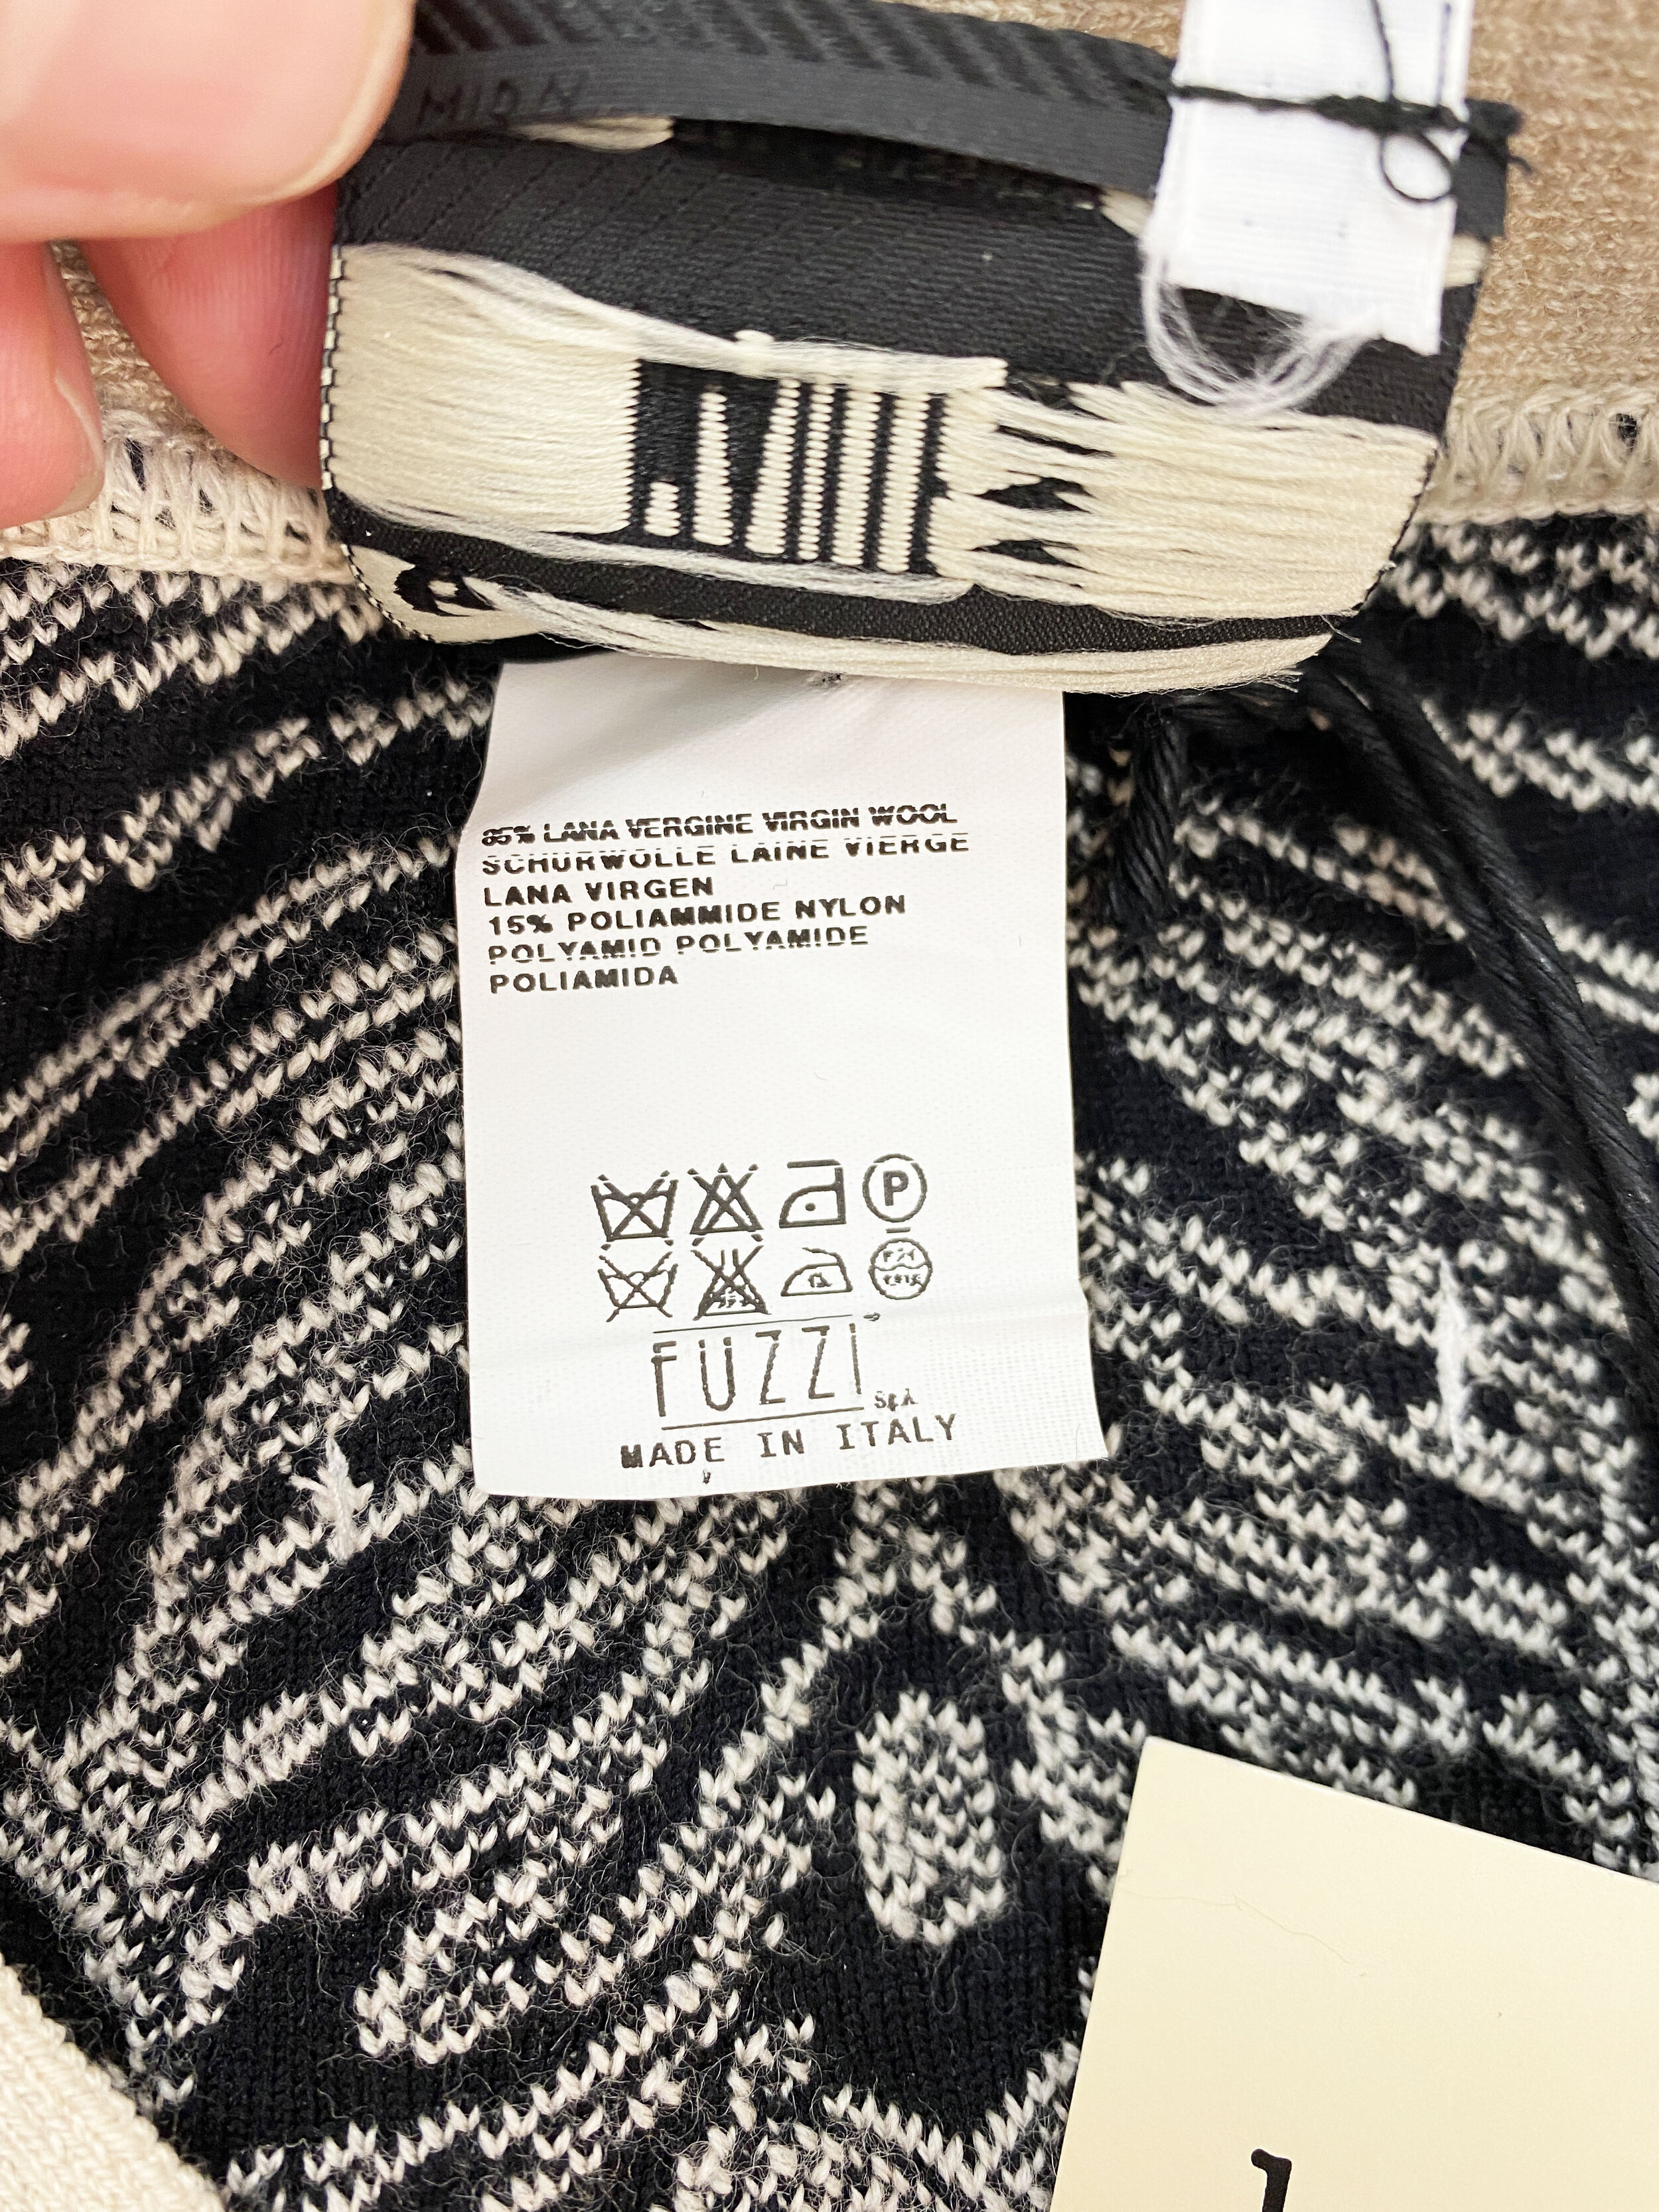 85% LANA VERGINE VIRGIN WOOL
SCHURWOLLE LAINE VIERGE
LANA VIRGEN
15% POLIAMMIDE NYLON
POLYAMID POLYAMIDE
POLIAMIDA
P
FUZZI
SpA
MADE IN ITALY